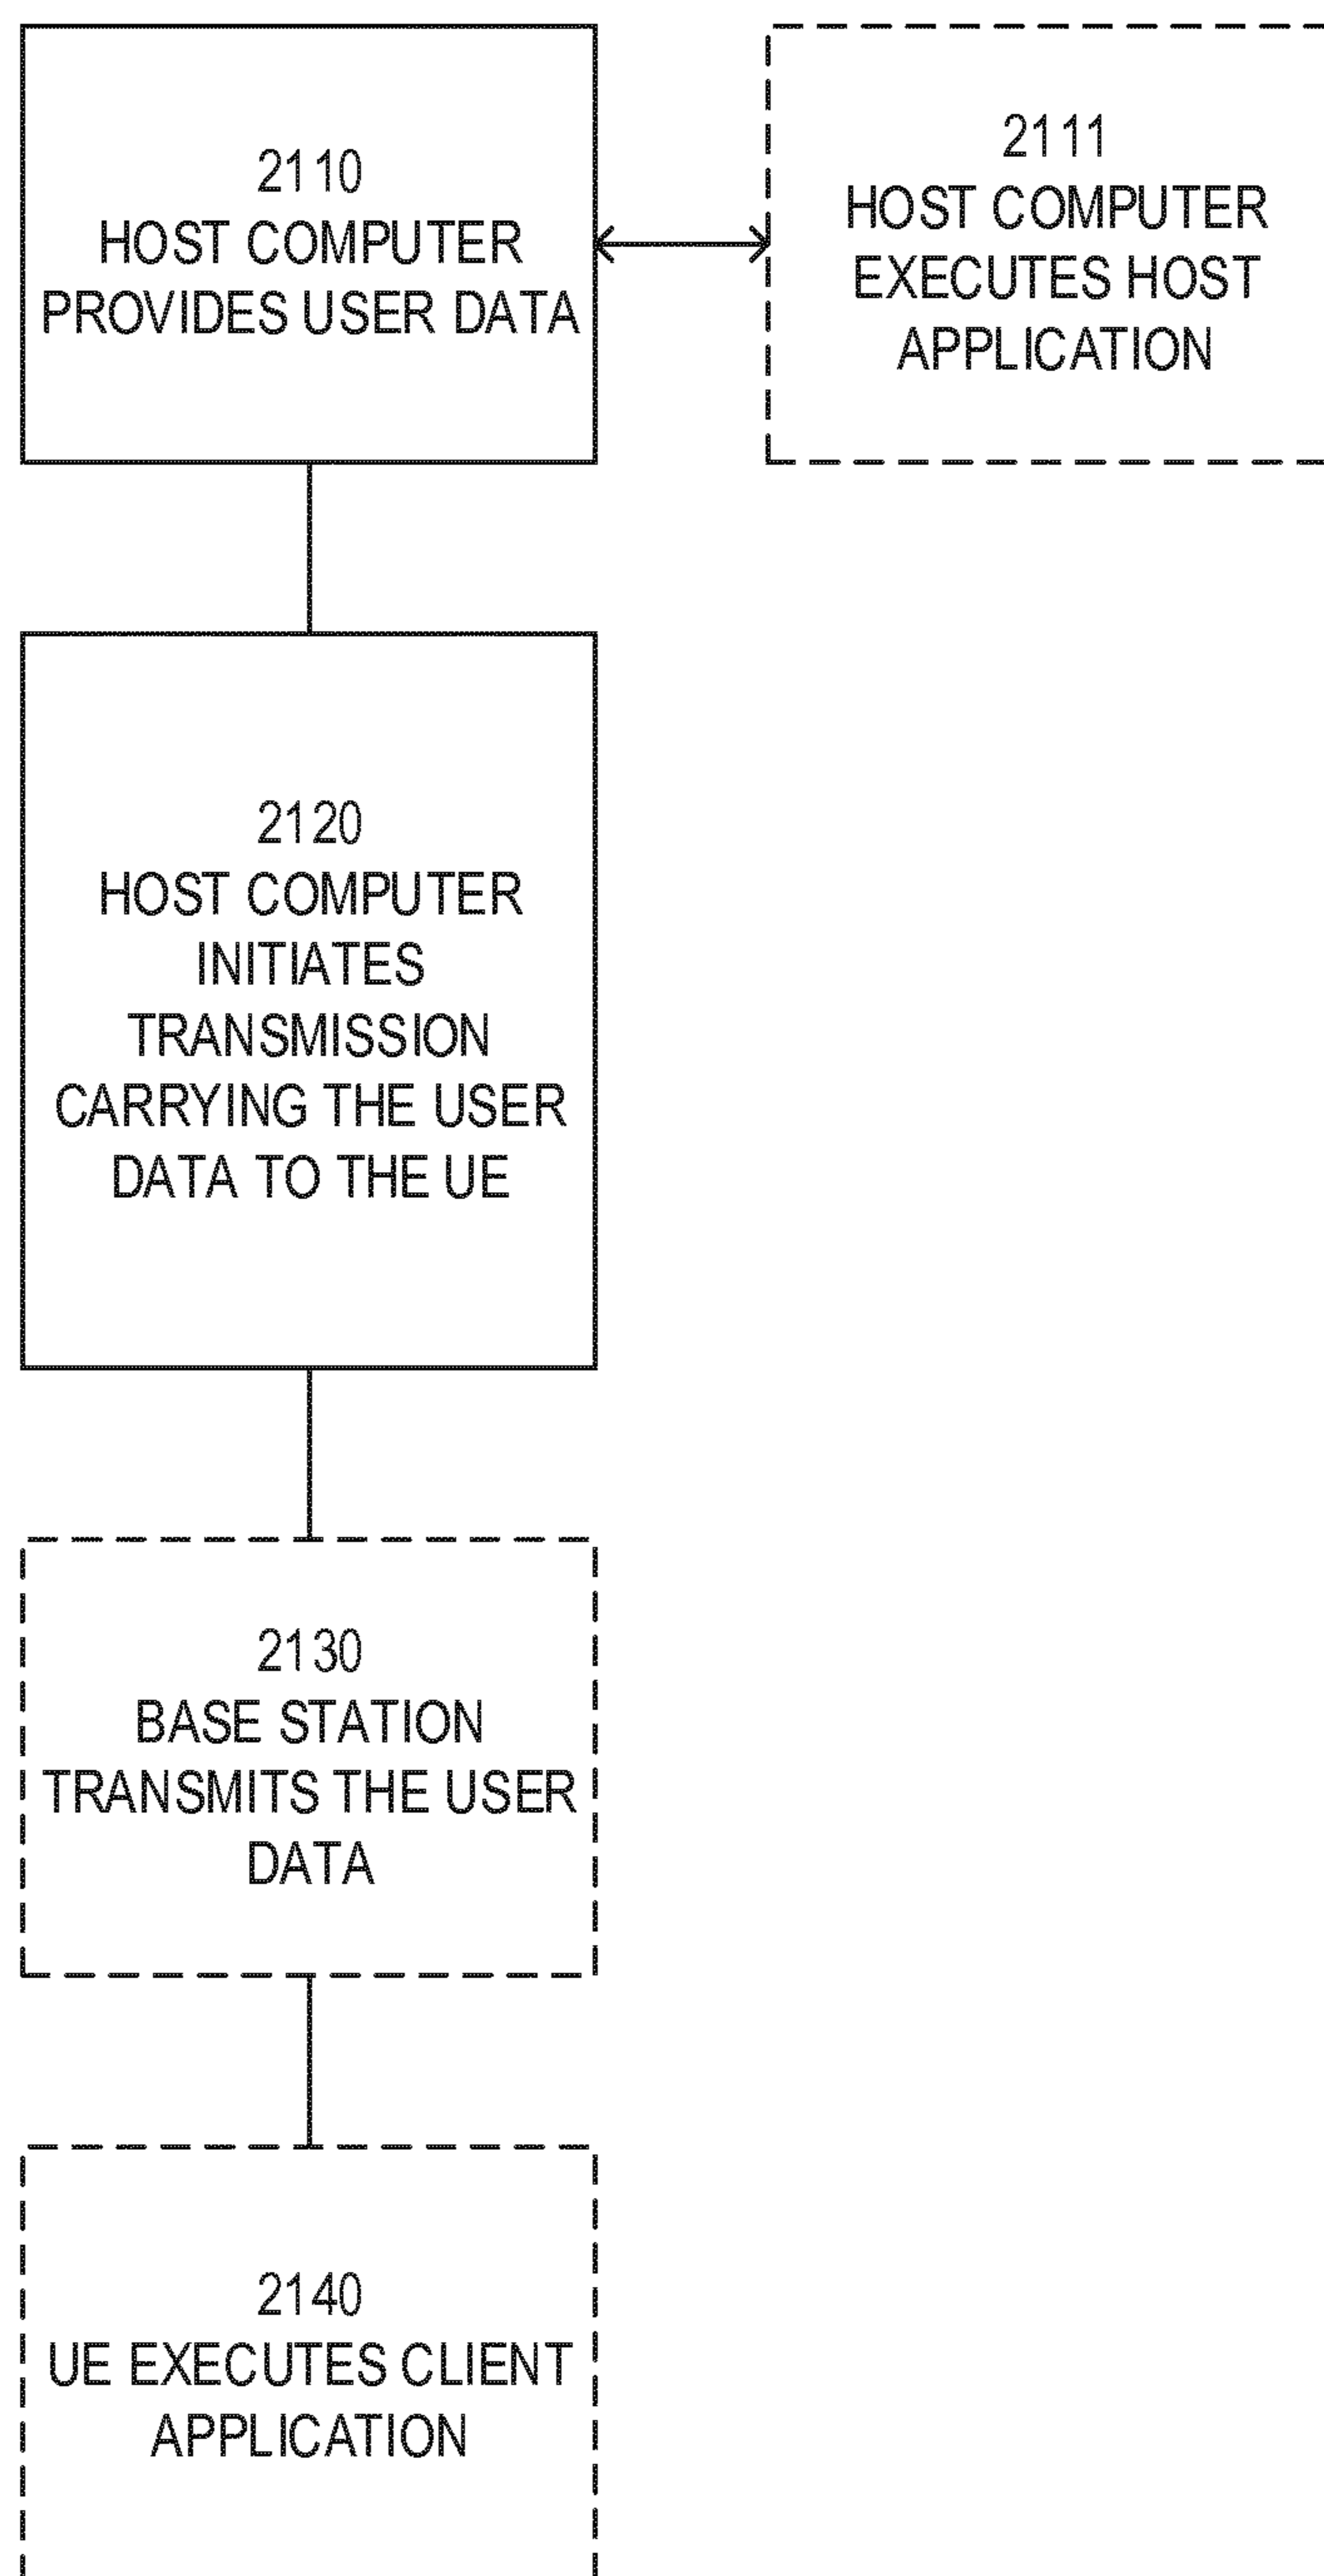 2110
HOST COMPUTER
PROVIDES USER DATA
2111
HOST COMPUTER
EXECUTES HOST
APPLICATION
2120
HOST COMPUTER
INITIATES
TRANSMISSION
CARRYING THE USER
DATA TO THE UE
2130
BASE STATION
TRANSMITS THE USER
DATA
2140
UE EXECUTES CLIENT
APPLICATION